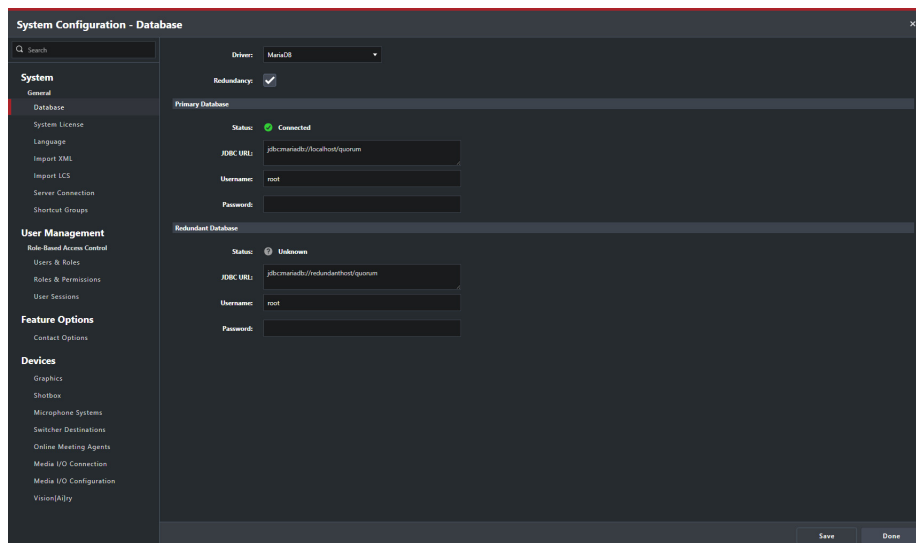 System Configuration - Database
×
Search
System
General
Database
System License
Language
Import XML
Import LCS
Server Connection
Shortcut Groups
User Management
Role-Based Access Control
Users & Roles
Roles & Permissions
User Sessions
Feature Options
Contact Options
Devices
Graphics
Shotbox
Microphone Systems
Switcher Destinations
Online Meeting Agents
Media I/O Connection
Media I/O Configuration
Vision[Ai]ry
Driver: MariaDB
Redundancy:
Primary Database
Status: Connected
JDBC URL: jdbc:mariadb://localhost/quorum
Username: root
Password:
Redundant Database
Status: Unknown
JDBC URL: jdbc:mariadb://redundanthost/quorum
Username: root
Password:
Save Done